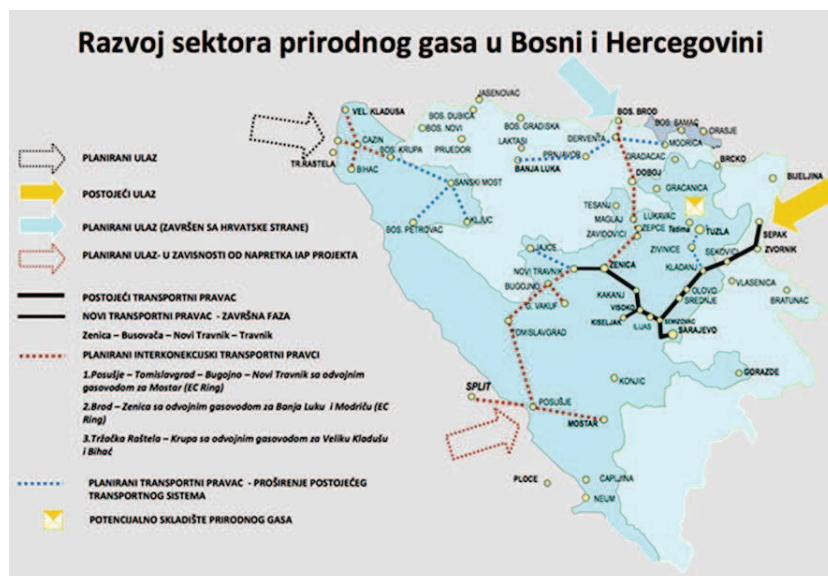 Razvoj sektora prirodnog gasa u Bosni i Hercegovini
PLANIRANI ULAZ
POSTOJEĆI ULAZ
PLANIRANI ULAZ (ZAVRŠEN SA HRVATSKE STRANE)
PLANIRANI ULAZ- U ZAVISNOSTI OD NAPRETKA IAP PROJEKTA
POSTOJEĆI TRANSPORTNI PRAVAC
NOVI TRANSPORTNI PRAVAC - ZAVRŠNA FAZA
Zenica – Busovača – Novi Travnik – Travnik
PLANIRANI INTERKONEKCIJSKI TRANSPORTNI PRAVCI
1.Posušje – Tomislavgrad – Bugojno – Novi Travnik sa odvojnim
gasovodom za Mostar (EC Ring)
2.Brod – Zenica sa odvojnim gasovodom za Banja Luku i Modriču (EC
Ring)
3.Tržačka Raštela – Krupa sa odvojnim gasovodom za Veliku Kladušu
i Bihać
PLANIRANI TRANSPORTNI PRAVAC - PROŠIRENJE POSTOJEĆEG
TRANSPORTNOG SISTEMA
POTENCIJALNO SKLADIŠTE PRIRODNOG GASA
JASENOVAC
VEL. KLADUSA
BOS. DUBICA
BOS. NOVI
BOS. GRADISKA
BOS. BROD
BOS. SAMAC
ORASJE
CAZIN
TR.RASTELA
BOS. KRUPA
PRIJEDOR
LAKTASI
DERVENTA
MODRICA
BIHAC
BANJA LUKA
PRNJAVOR
GRADACAC
BRCKO
SANSKI MOST
DOBOJ
BIJELJINA
GRACANICA
TESANJ
LUKAVAC
BOS. PETROVAC
KLJUC
MAGLAJ
ZEPCE
Tetima
TUZLA
SEPAK
ZAVIDOVICI
JAJCE
ZIVINICE
SEKOVICI
ZVORNIK
NOVI TRAVNIK
ZENICA
KLADANJ
BUGOJNO
VLASENICA
KAKANJ
OLOVO
BRATUNAC
G. VAKUF
VISOKO
SREDNJE
KISELJAK
ILIJAS
SEMIZOVAC
TOMISLAVGRAD
SARAJEVO
GORAZDE
SPLIT
KONJIC
POSUŠJE
MOSTAR
PLOCE
CAPLJINA
NEUM